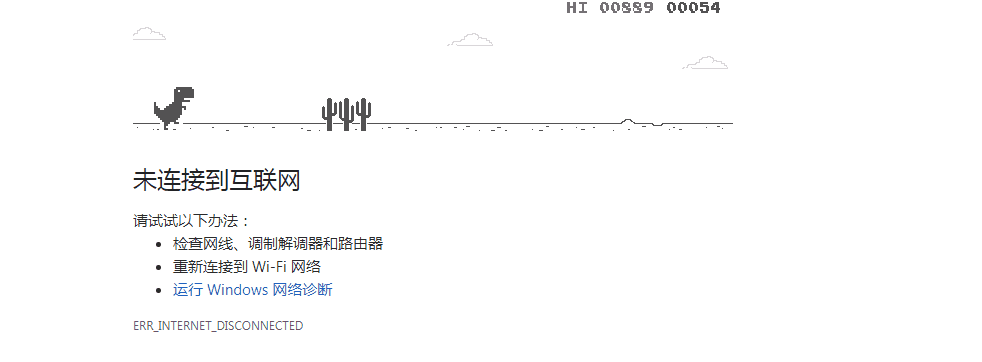 HI 00889 00054
未连接到互联网
请试试以下办法：
检查网线、调制解调器和路由器
重新连接到 Wi-Fi 网络
运行 Windows 网络诊断
ERR_INTERNET_DISCONNECTED